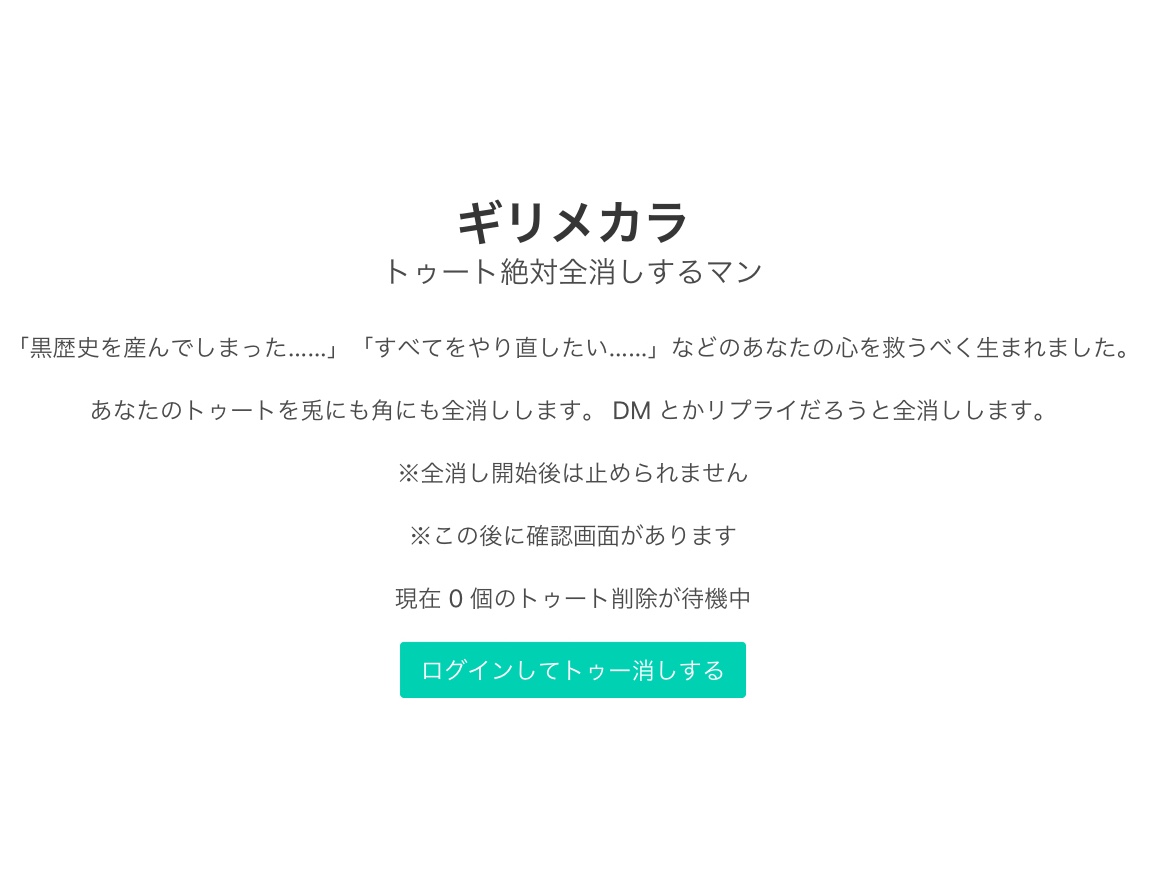 ギリメカラ
トゥート絶対全消しするマン
「黒歴史を産んでしまった……」「すべてをやり直したい……」などのあなたの心を救うべく生まれました。
あなたのトゥートを兎にも角にも全消しします。 DM とかリプライだろうと全消しします。
※全消し開始後は止められません
※この後に確認画面があります
現在 0 個のトゥート削除が待機中
ログインしてトゥー消しする